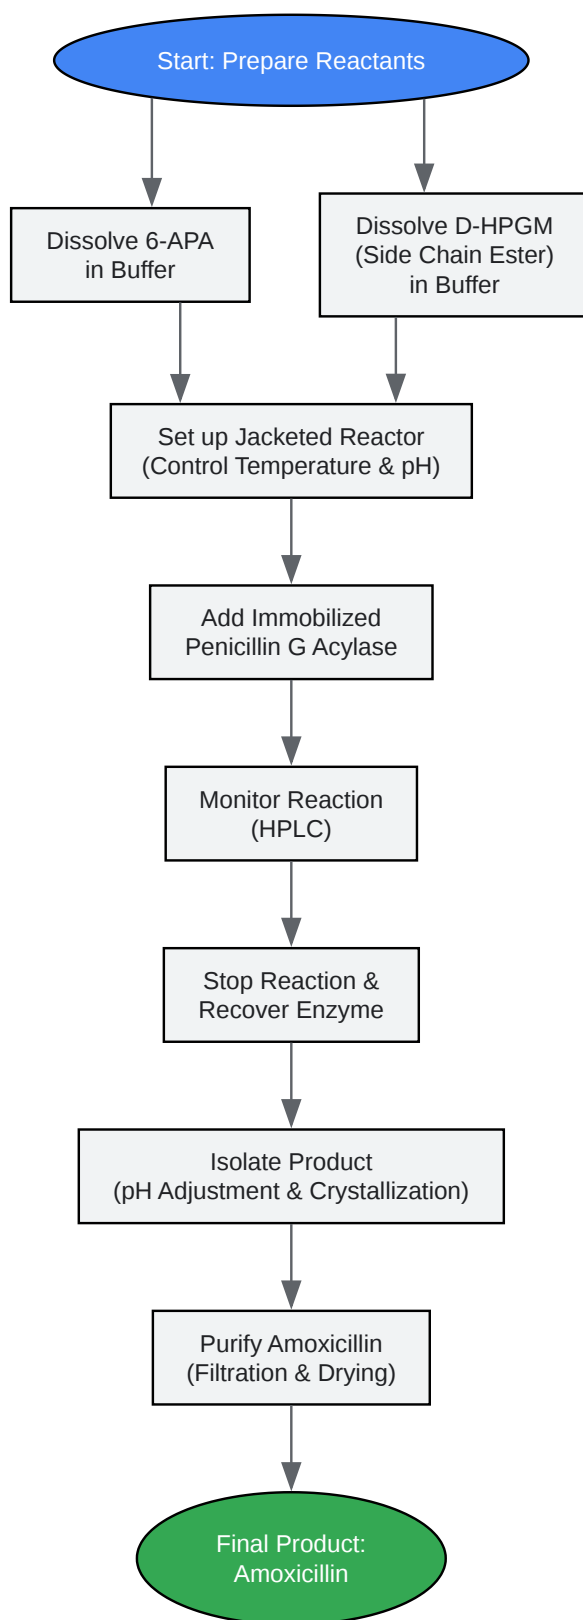 Start: Prepare Reactants
Dissolve 6-APA
in Buffer
Dissolve D-HPGM
(Side Chain Ester)
in Buffer
Set up Jacketed Reactor
(Control Temperature & pH)
Add Immobilized
Penicillin G Acylase
Monitor Reaction
(HPLC)
Stop Reaction &
Recover Enzyme
Isolate Product
(pH Adjustment & Crystallization)
Purify Amoxicillin
(Filtration & Drying)
Final Product:
Amoxicillin